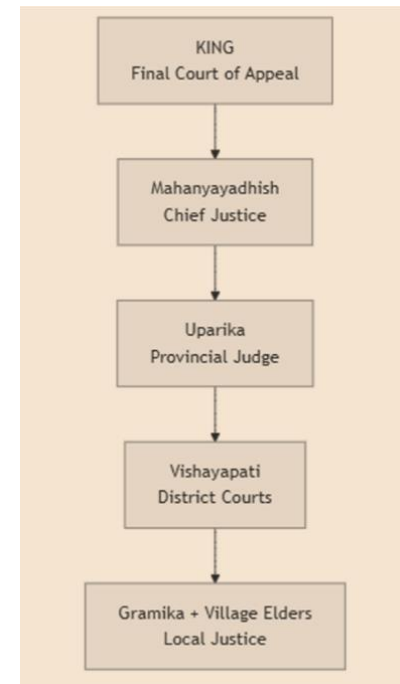 KING
Final Court of Appeal
Mahanyayadhish
Chief Justice
Uparika
Provincial Judge
Vishayapati
District Courts
Gramika + Village Elders
Local Justice